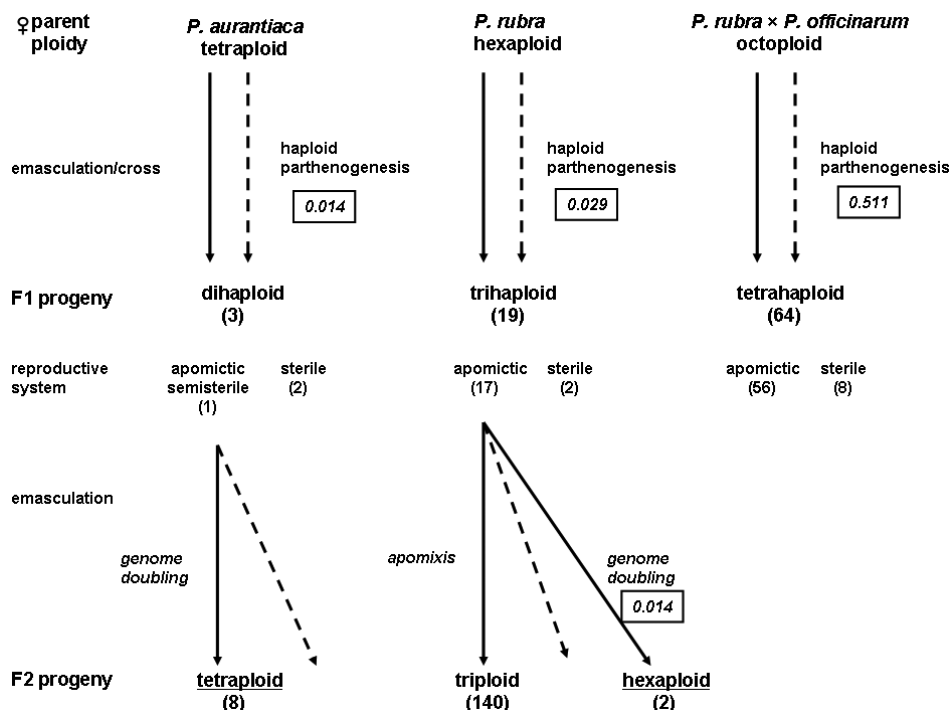 ♀parent
ploidy
P. aurantiaca
tetraploid
P. rubra
hexaploid
P. rubra × P. officinarum
octoploid
emasculation/cross
haploid
parthenogenesis
0.014
haploid
parthenogenesis
0.029
haploid
parthenogenesis
0.511
F1 progeny
dihaploid
(3)
trihaploid
(19)
tetrahaploid
(64)
reproductive
system
apomictic
semisterile
(1)
sterile
(2)
apomictic
(17)
sterile
(2)
apomictic
(56)
sterile
(8)
emasculation
genome
doubling
apomixis
genome
doubling
0.014
F2 progeny
tetraploid
(8)
triploid
(140)
hexaploid
(2)